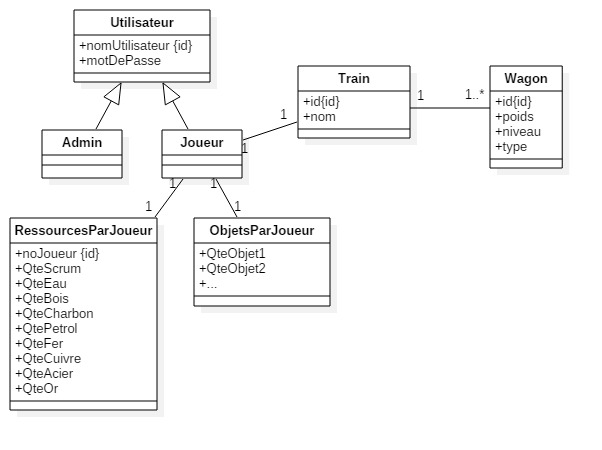 Utilisateur
+nomUtilisateur {id}
+motDePasse
Admin
Joueur
Train
+id{id}
+nom
Wagon
+id{id}
+poids
+niveau
+type
1
1
1
1..*
1
1
1
1
RessourcesParJoueur
+noJoueur {id}
+QteScrum
+QteEau
+QteBois
+QteCharbon
+QtePetrol
+QteFer
+QteCuivre
+QteAcier
+QteOr
ObjetsParJoueur
+QteObjet1
+QteObjet2
+...